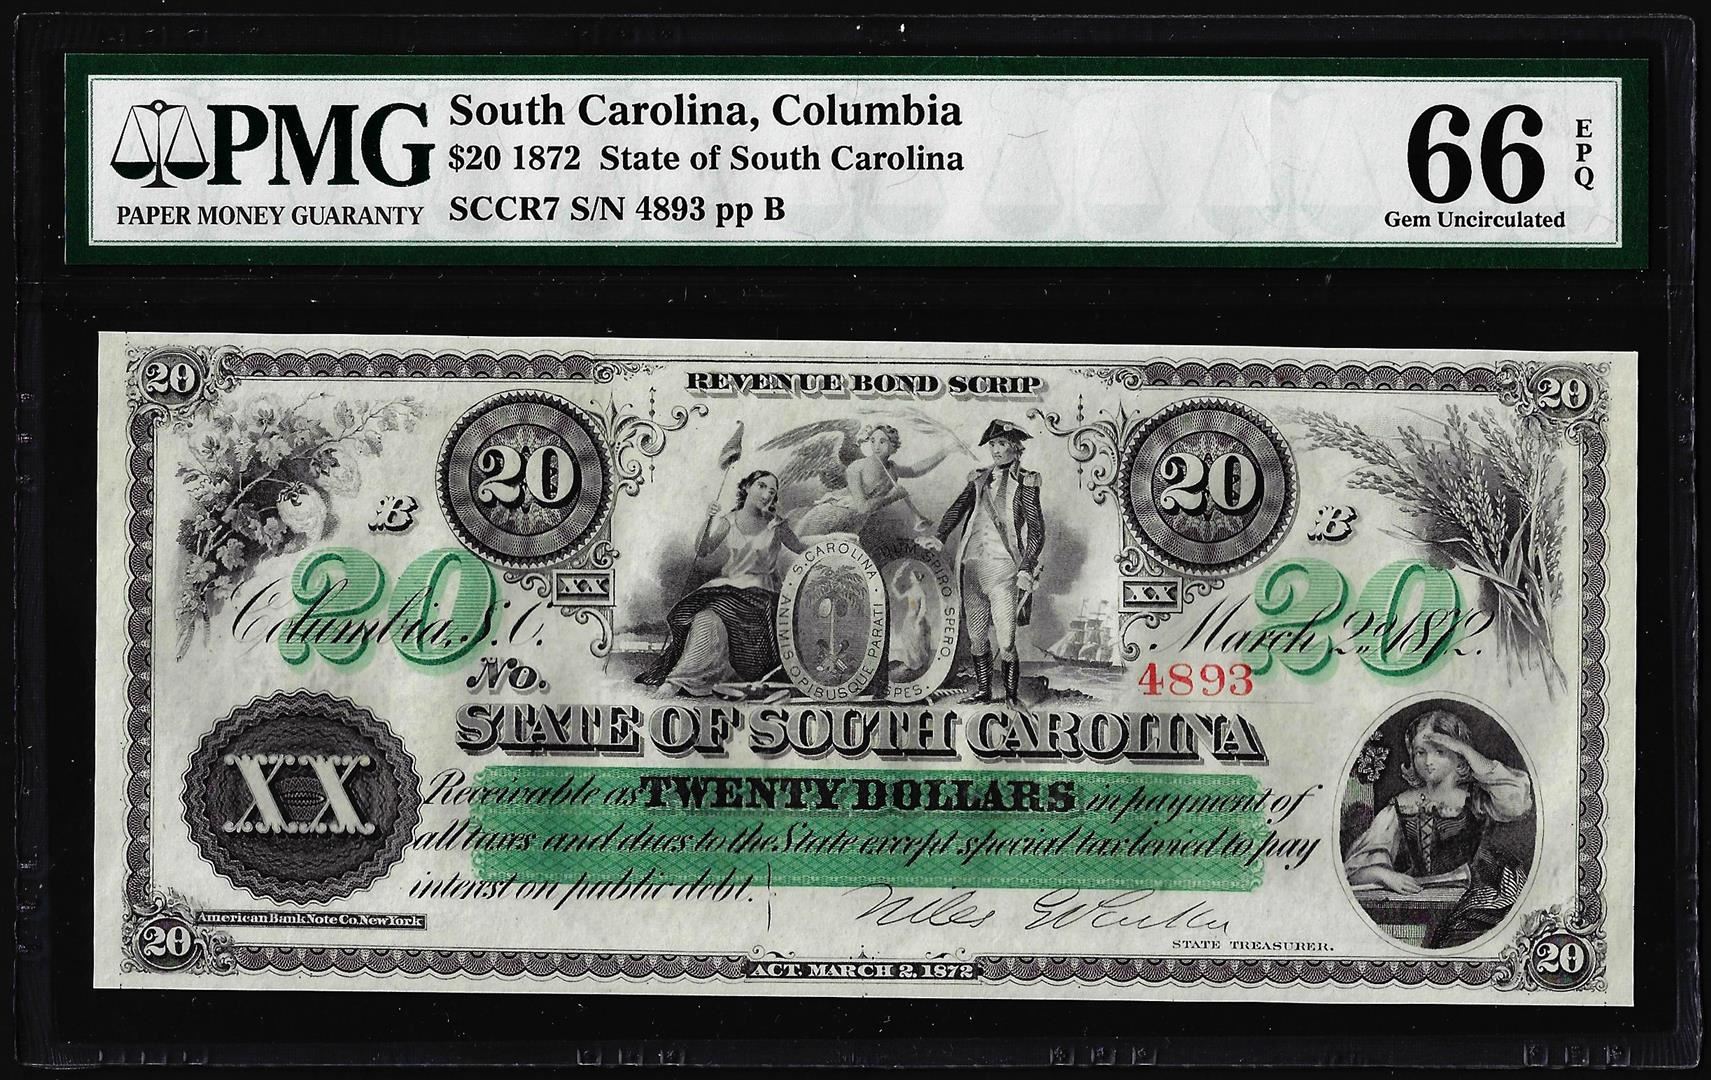 PMG
PAPER MONEY GUARANTY
South Carolina, Columbia
$20 1872 State of South Carolina
SCCR7 S/N 4893 pp B
66
EPQ
Gem Uncirculated
20
REVENUE BOND SCRIP
20
20
20
B
B
S. CAROLINA · ANIMIS OPIBUSQUE PARATI
DUM SPIRO SPERO. SPES.
XX
XX
20
20
Columbia, S.C.
March 2d. 1872.
No.
4893
STATE OF SOUTH CAROLINA
XX
Receivable as TWENTY DOLLARS in payment of
all taxes and dues to the State except special tax levied to pay
interest on public debt.
Niles G Parker
American Bank Note Co. New York
STATE TREASURER.
20
ACT. MARCH 2, 1872
20